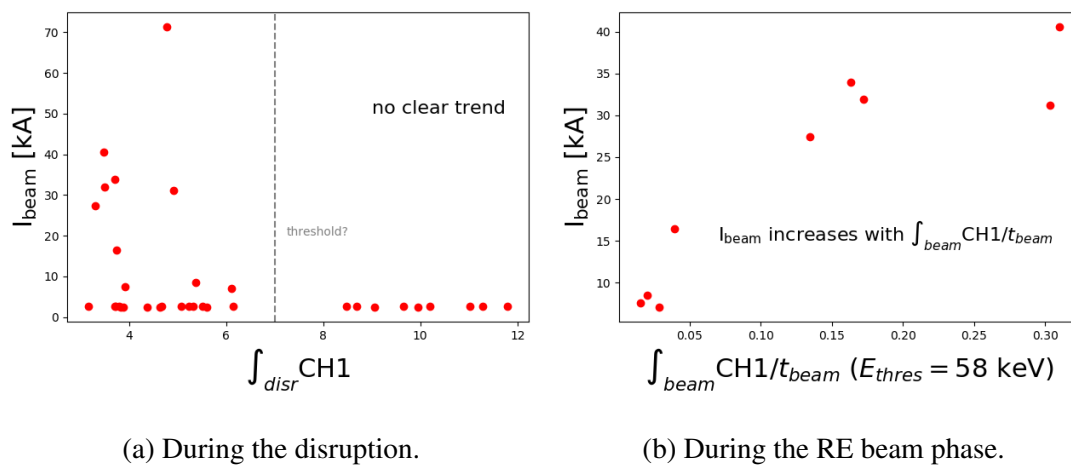 70
60
50
40
30
20
10
0
I_beam [kA]
no clear trend
threshold?
4
6
8
10
12
∫_disr CH1
(a) During the disruption.
40
35
30
25
20
15
10
I_beam [kA]
I_beam increases with ∫_beam CH1/t_beam
0.05
0.10
0.15
0.20
0.25
0.30
∫_beam CH1/t_beam (E_thres = 58 keV)
(b) During the RE beam phase.